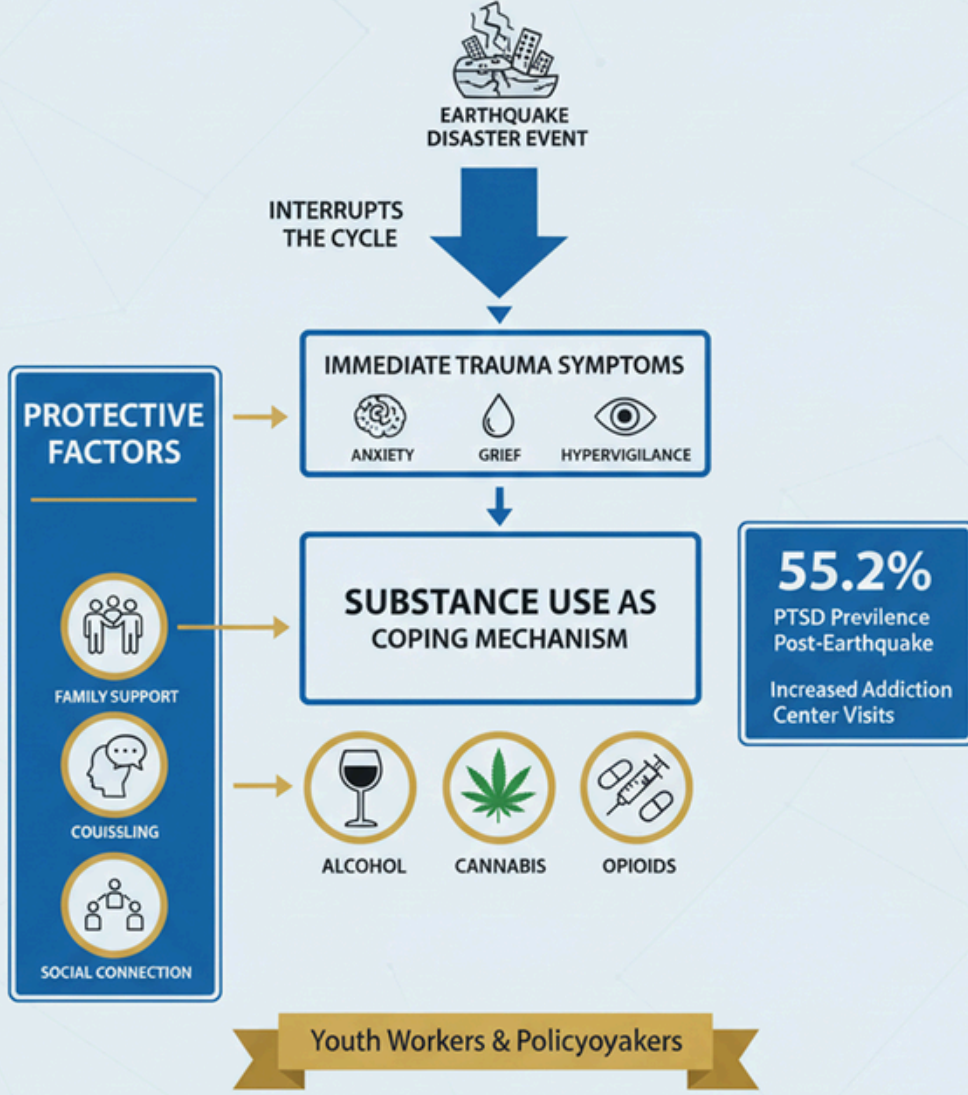 EARTHQUAKE
DISASTER EVENT
INTERRUPTS
THE CYCLE
IMMEDIATE TRAUMA SYMPTOMS
ANXIETY
GRIEF
HYPERVIGILANCE
PROTECTIVE
FACTORS
FAMILY SUPPORT
COUISSLING
SOCIAL CONNECTION
SUBSTANCE USE AS
COPING MECHANISM
ALCOHOL
CANNABIS
OPIOIDS
55.2%
PTSD Previlence
Post-Earthquake
Increased Addiction
Center Visits
Youth Workers & Policyoyakers